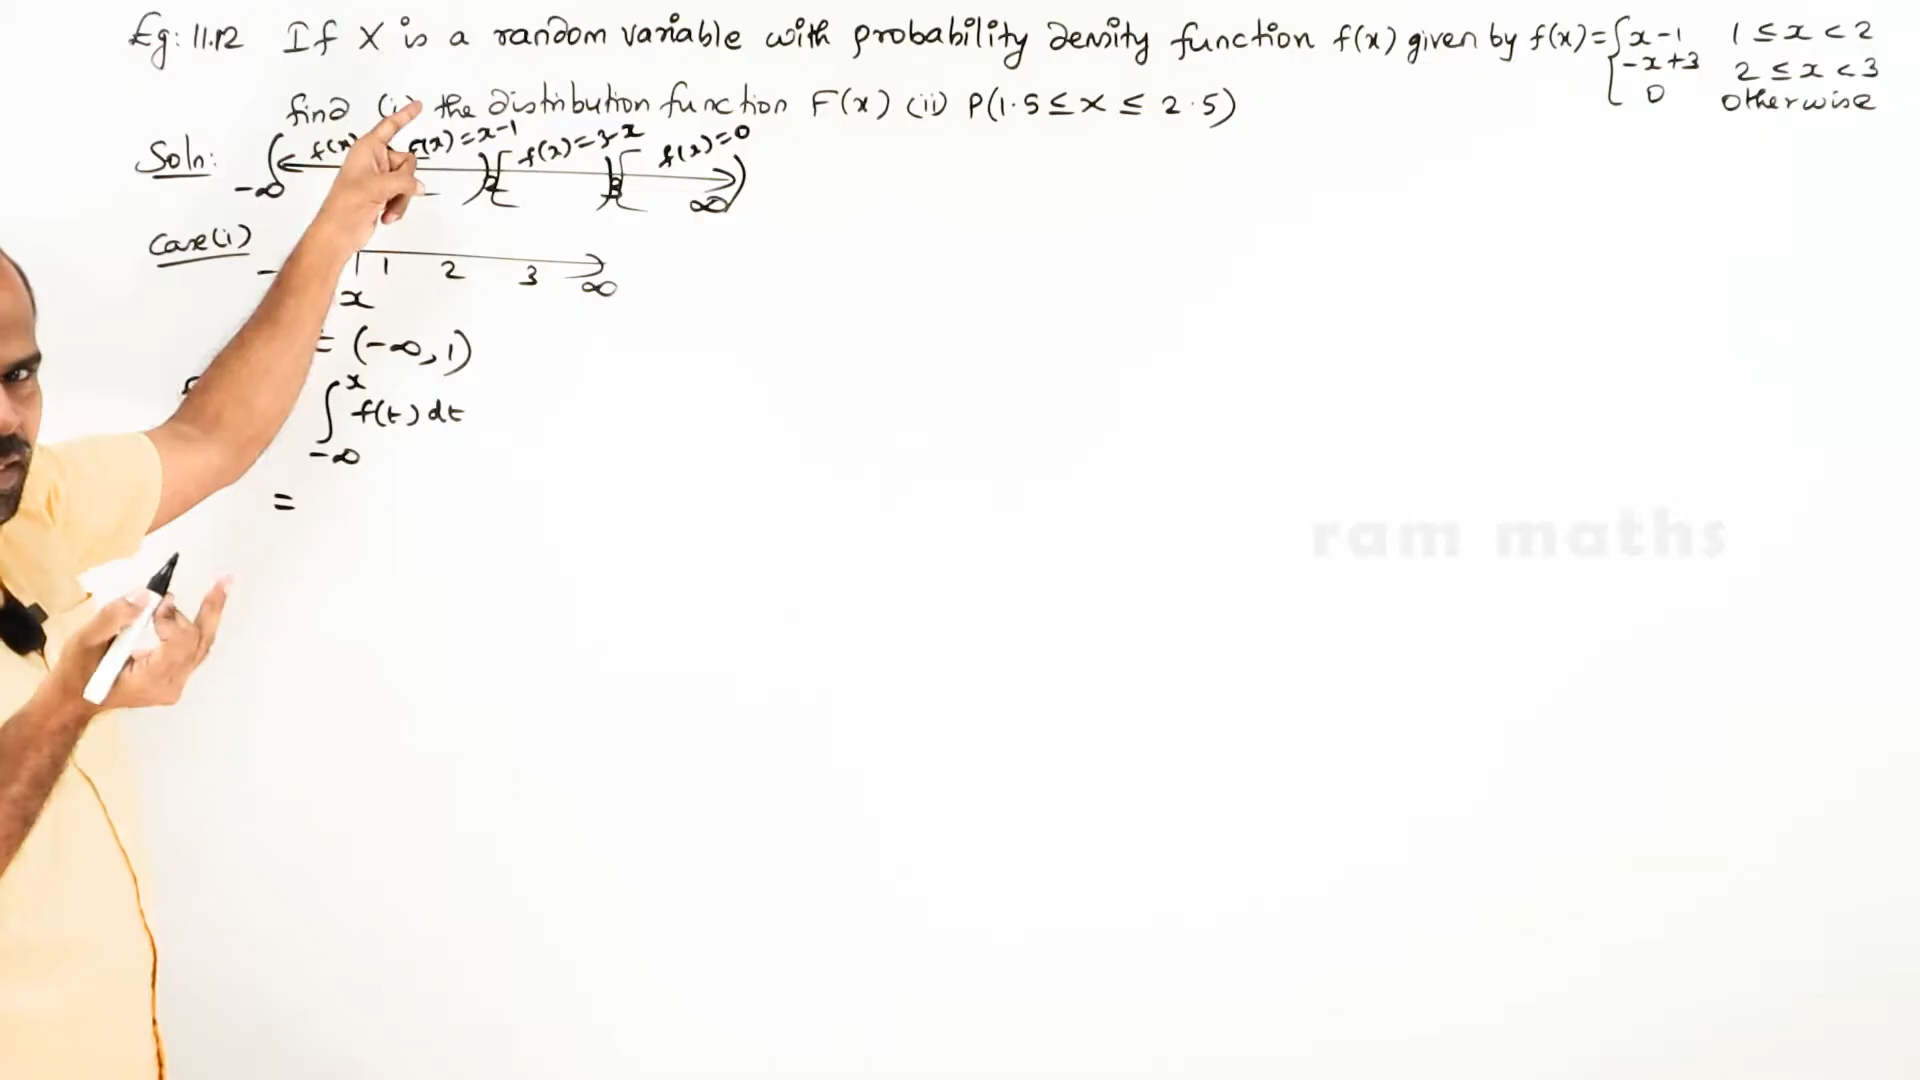 Eg: 11.12 If X is a random variable with probability density function f(x) given by f(x) = { x-1 1 ≤ x < 2
-x+3 2 ≤ x < 3
0 otherwise
find (i) the distribution function F(x) (ii) P(1.5 ≤ x ≤ 2.5)
Soln: f(x) f(x)=x-1 f(x)=3-x f(x)=0
-∞ 2 3 ∞
Case(i)
1 2 3 ∞
x
= (-∞, 1)
∫ x -∞ f(t) dt
=
ram maths